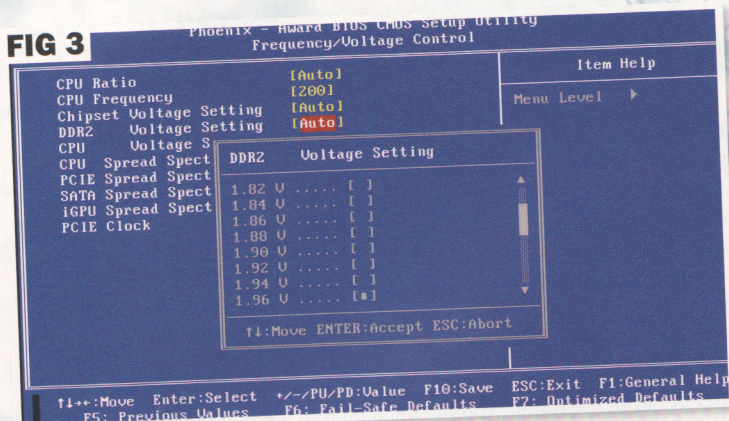 FIG 3
Phoenix - Award BIOS CMOS Setup Utility
Frequency/Voltage Control
CPU Ratio [Auto]
CPU Frequency [200]
Chipset Voltage Setting [Auto]
DDR2 Voltage Setting [Auto]
CPU Voltage S
CPU Spread Spect
PCIE Spread Spect
SATA Spread Spect
iGPU Spread Spect
PCIE Clock
Item Help
Menu Level ▶
DDR2 Voltage Setting
1.82 V ..... [ ]
1.84 V ..... [ ]
1.86 V ..... [ ]
1.88 V ..... [ ]
1.90 V ..... [ ]
1.92 V ..... [ ]
1.94 V ..... [ ]
1.96 V ..... [■]
↑↓:Move ENTER:Accept ESC:Abort
↑↓→←:Move Enter:Select +/-/PU/PD:Value F10:Save ESC:Exit F1:General Help
F5: Previous Values F6: Fail-Safe Defaults F7: Optimized Defaults